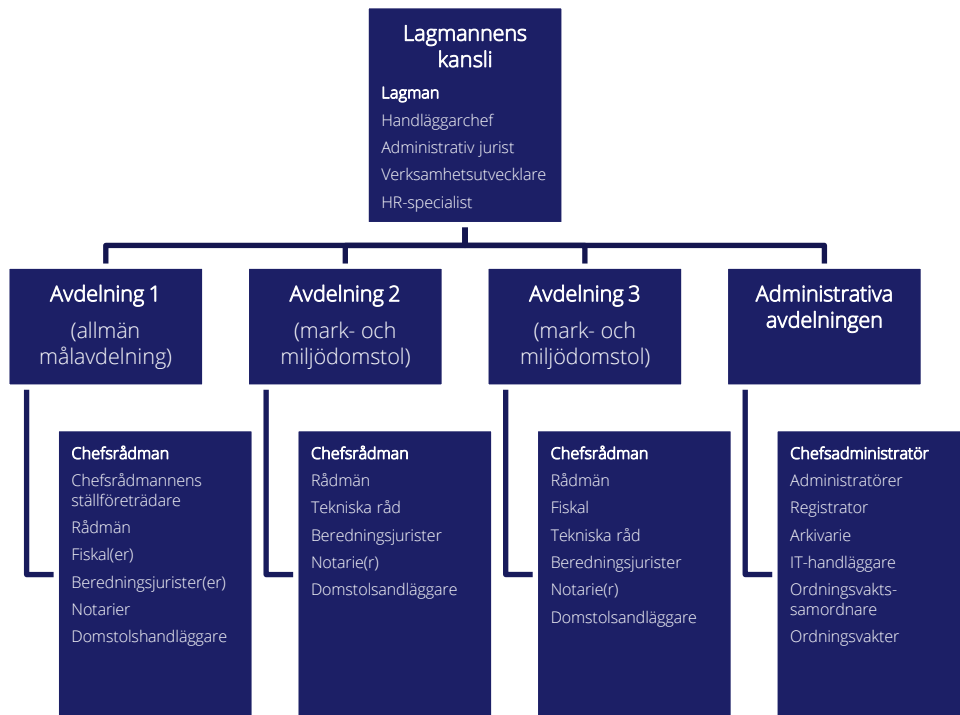 Lagmannens
kansli
Lagman
Handläggarchef
Administrativ jurist
Verksamhetsutvecklare
HR-specialist
Avdelning 1
(allmän
målavdelning)
Avdelning 2
(mark- och
miljödomstol)
Avdelning 3
(mark- och
miljödomstol)
Administrativa
avdelningen
Chefsrådman
Chefsrådmannens
ställföreträdare
Rådmän
Fiskal(er)
Beredningsjurister(er)
Notarier
Domstolshandläggare
Chefsrådman
Rådmän
Tekniska råd
Beredningsjurister
Notarie(r)
Domstolsandläggare
Chefsrådman
Rådmän
Fiskal
Tekniska råd
Beredningsjurister
Notarie(r)
Domstolsandläggare
Chefsadministratör
Administratörer
Registrator
Arkivarie
IT-handläggare
Ordningsvakts-
samordnare
Ordningsvakter